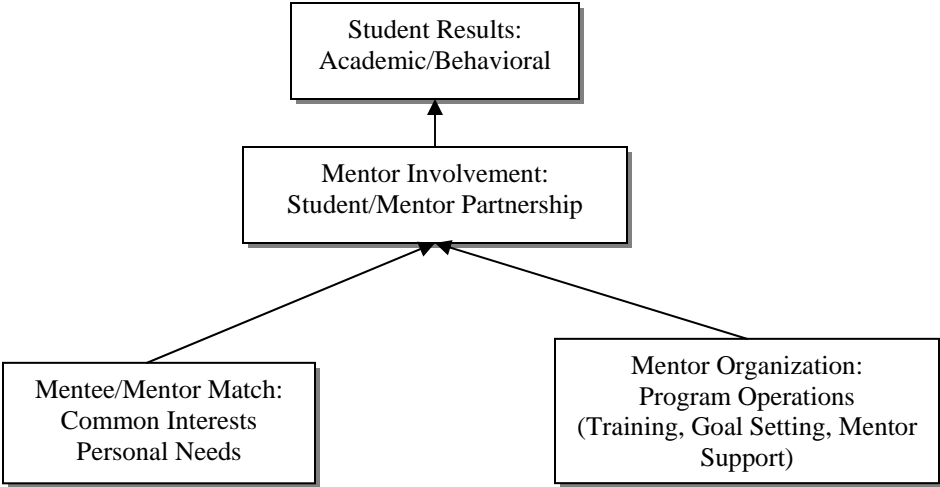 Student Results:
Academic/Behavioral
Mentor Involvement:
Student/Mentor Partnership
Mentee/Mentor Match:
Common Interests
Personal Needs
Mentor Organization:
Program Operations
(Training, Goal Setting, Mentor
Support)